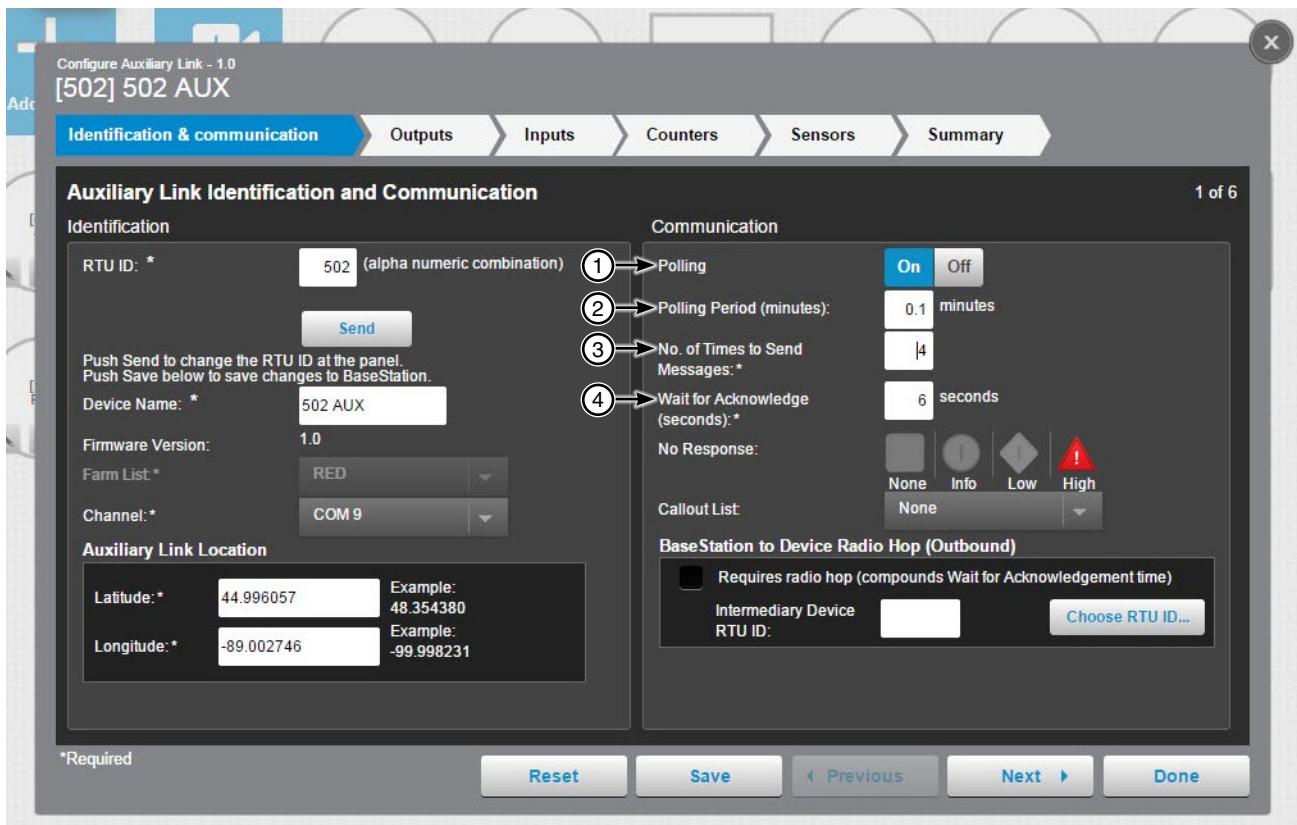 Configure Auxiliary Link - 1.0
[502] 502 AUX
Identification & communication
Outputs
Inputs
Counters
Sensors
Summary
Auxiliary Link Identification and Communication
1 of 6
Identification
RTU ID: *
502
(alpha numeric combination)
Send
Push Send to change the RTU ID at the panel.
Push Save below to save changes to BaseStation.
Device Name: *
502 AUX
Firmware Version:
1.0
Farm List:*
RED
Channel:*
COM 9
Auxiliary Link Location
Latitude:*
44.996057
Example:
48.354380
Longitude:*
-89.002746
Example:
-99.998231
Communication
1
Polling
On
Off
2
Polling Period (minutes):
0.1
minutes
3
No. of Times to Send
Messages:*
4
4
Wait for Acknowledge
(seconds):*
6
seconds
No Response:
None
Info
Low
High
Callout List:
None
BaseStation to Device Radio Hop (Outbound)
Requires radio hop (compounds Wait for Acknowledgement time)
Intermediary Device
RTU ID:
Choose RTU ID...
*Required
Reset
Save
Previous
Next
Done